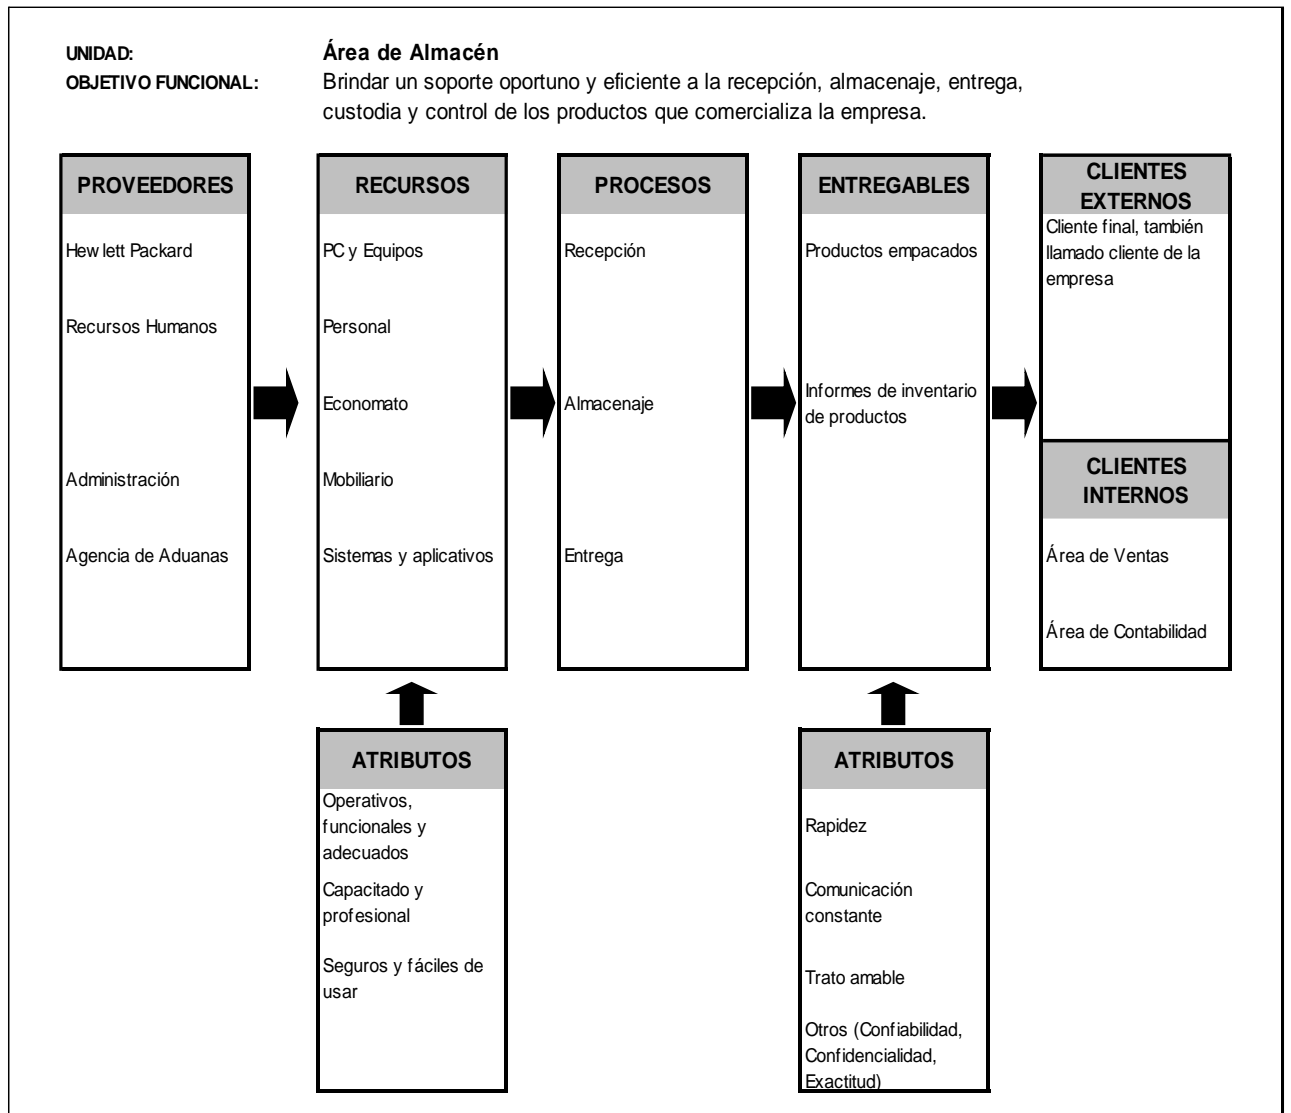 UNIDAD: Área de Almacén
OBJETIVO FUNCIONAL: Brindar un soporte oportuno y eficiente a la recepción, almacenaje, entrega,
custodia y control de los productos que comercializa la empresa.
PROVEEDORES
Hewlett Packard
Recursos Humanos
Administración
Agencia de Aduanas
RECURSOS
PC y Equipos
Personal
Economato
Mobiliario
Sistemas y aplicativos
PROCESOS
Recepción
Almacenaje
Entrega
ENTREGABLES
Productos empacados
Informes de inventario
de productos
CLIENTES
EXTERNOS
Cliente final, también
llamado cliente de la
empresa
CLIENTES
INTERNOS
Área de Ventas
Área de Contabilidad
ATRIBUTOS
Operativos,
funcionales y
adecuados
Capacitado y
profesional
Seguros y fáciles de
usar
ATRIBUTOS
Rapidez
Comunicación
constante
Trato amable
Otros (Confiabilidad,
Confidencialidad,
Exactitud)